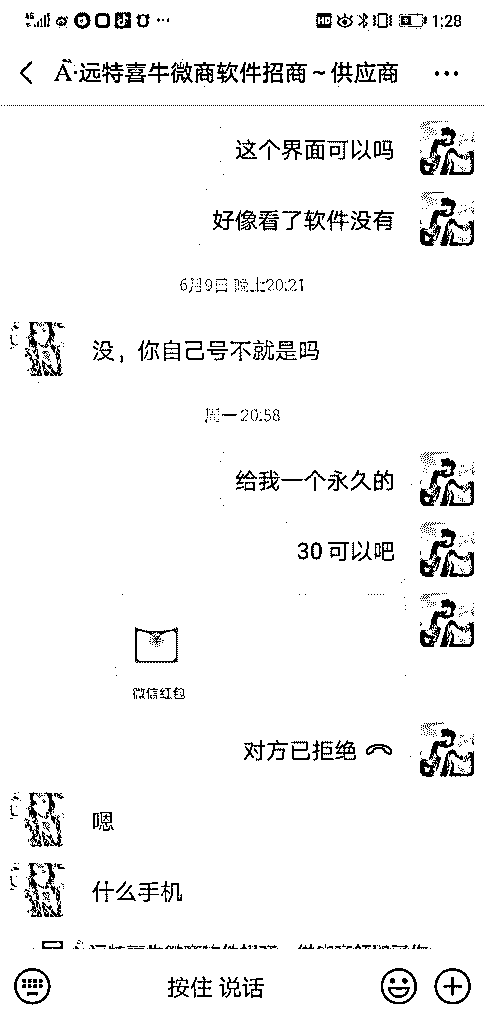 1:28
Ā·远特喜牛微商软件招商~供应商
这个界面可以吗
好像看了软件没有
6月9日 晚上20:21
没，你自己号不就是吗
周一 20:58
给我一个永久的
30可以吧
微信红包
对方已拒绝
嗯
什么手机
按住 说话